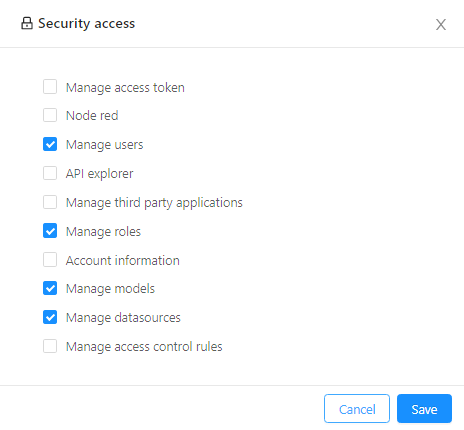 Security access
Manage access token
Node red
Manage users
API explorer
Manage third party applications
Manage roles
Account information
Manage models
Manage datasources
Manage access control rules
Cancel Save